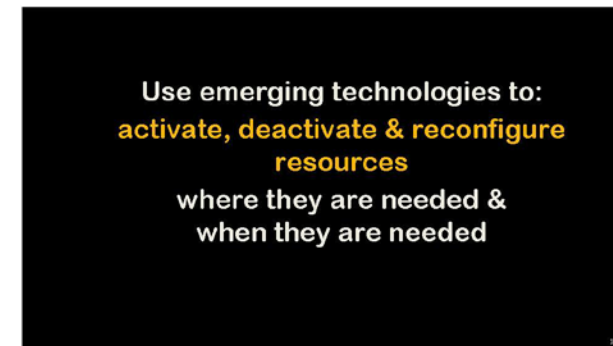 Use emerging technologies to:
activate, deactivate & reconfigure
resources
where they are needed &
when they are needed